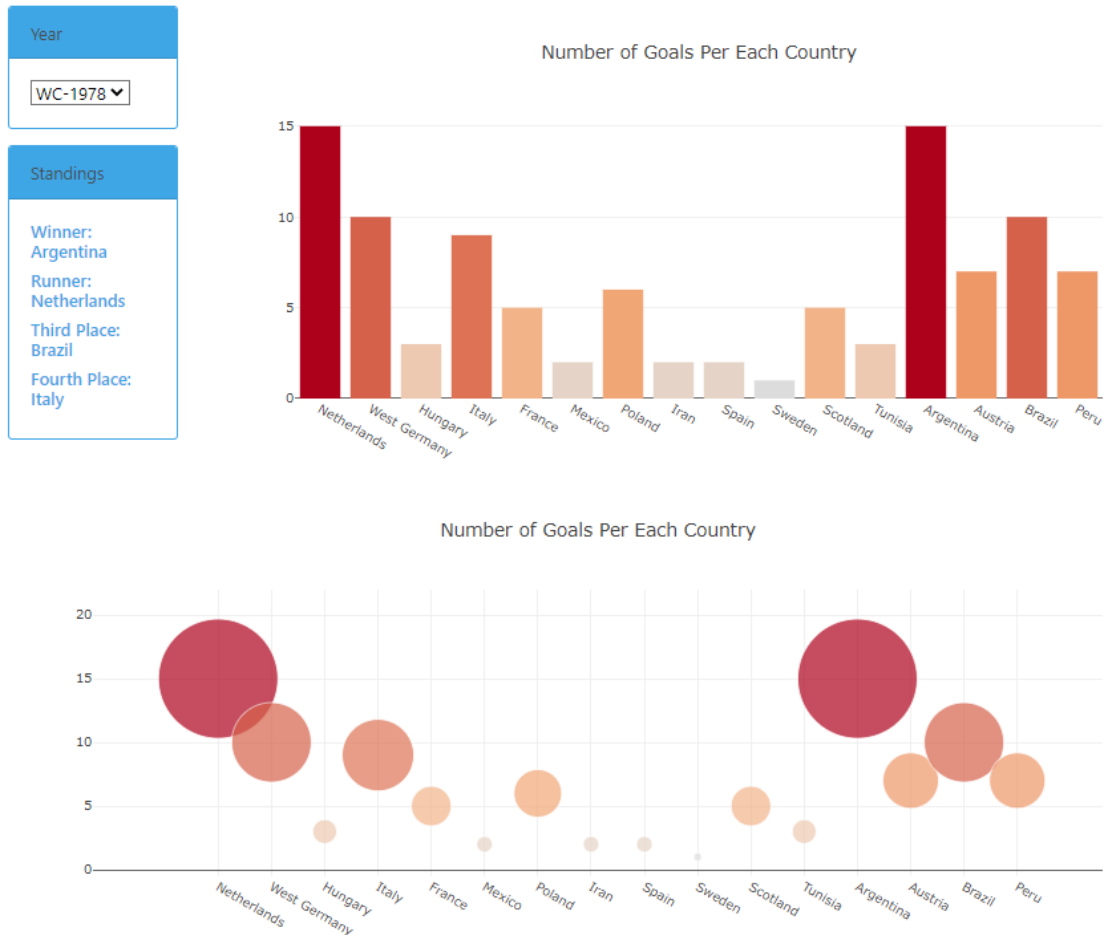 Year
WC-1978
Standings
Winner:
Argentina
Runner:
Netherlands
Third Place:
Brazil
Fourth Place:
Italy
Number of Goals Per Each Country
15
10
5
0
Netherlands
West Germany
Hungary
Italy
France
Mexico
Poland
Iran
Spain
Sweden
Scotland
Tunisia
Argentina
Austria
Brazil
Peru
Number of Goals Per Each Country
20
15
10
5
0
Netherlands
West Germany
Hungary
Italy
France
Mexico
Poland
Iran
Spain
Sweden
Scotland
Tunisia
Argentina
Austria
Brazil
Peru